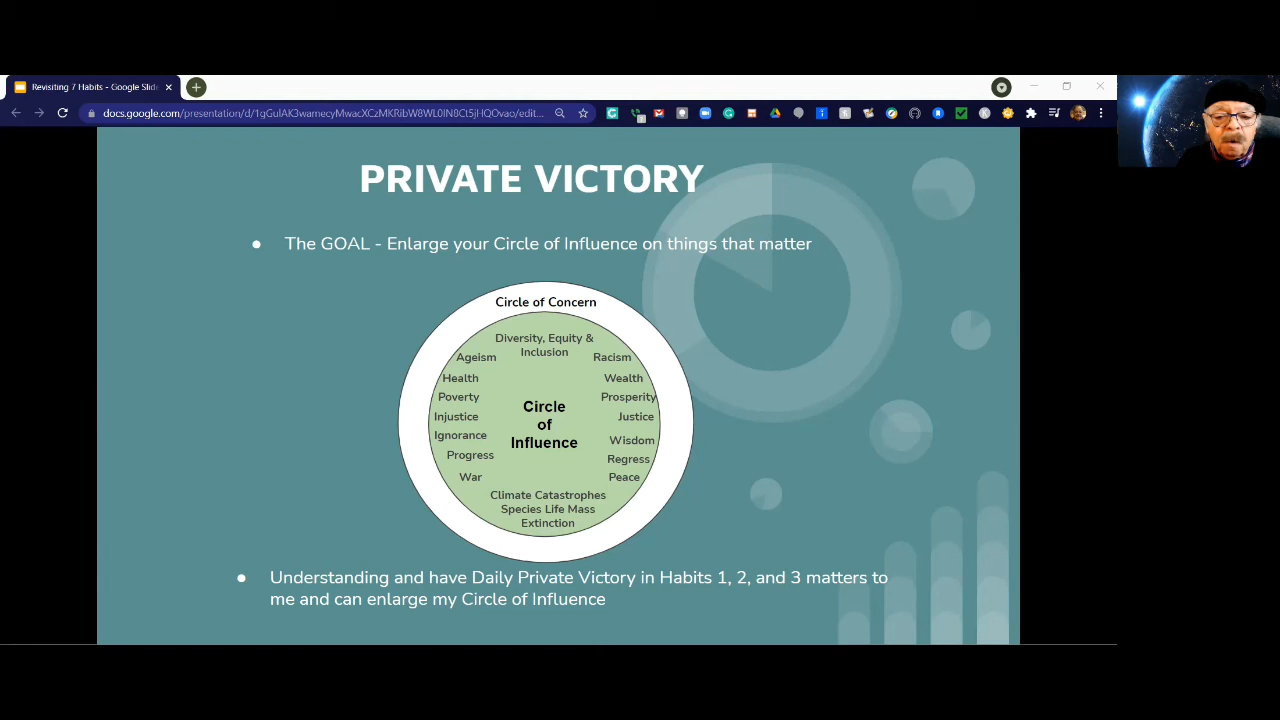 Revisiting 7 Habits - Google Slide
docs.google.com/presentation/d/1gGulAK3wamecyMwacXCzMKRibW8WL0IN8Ct5jHQOvao/edit...
PRIVATE VICTORY
● The GOAL - Enlarge your Circle of Influence on things that matter
Circle of Concern
Diversity, Equity &
Inclusion
Ageism
Racism
Health
Wealth
Poverty
Prosperity
Injustice
Justice
Ignorance
Wisdom
Progress
Regress
War
Peace
Circle
of
Influence
Climate Catastrophes
Species Life Mass
Extinction
● Understanding and have Daily Private Victory in Habits 1, 2, and 3 matters to
me and can enlarge my Circle of Influence